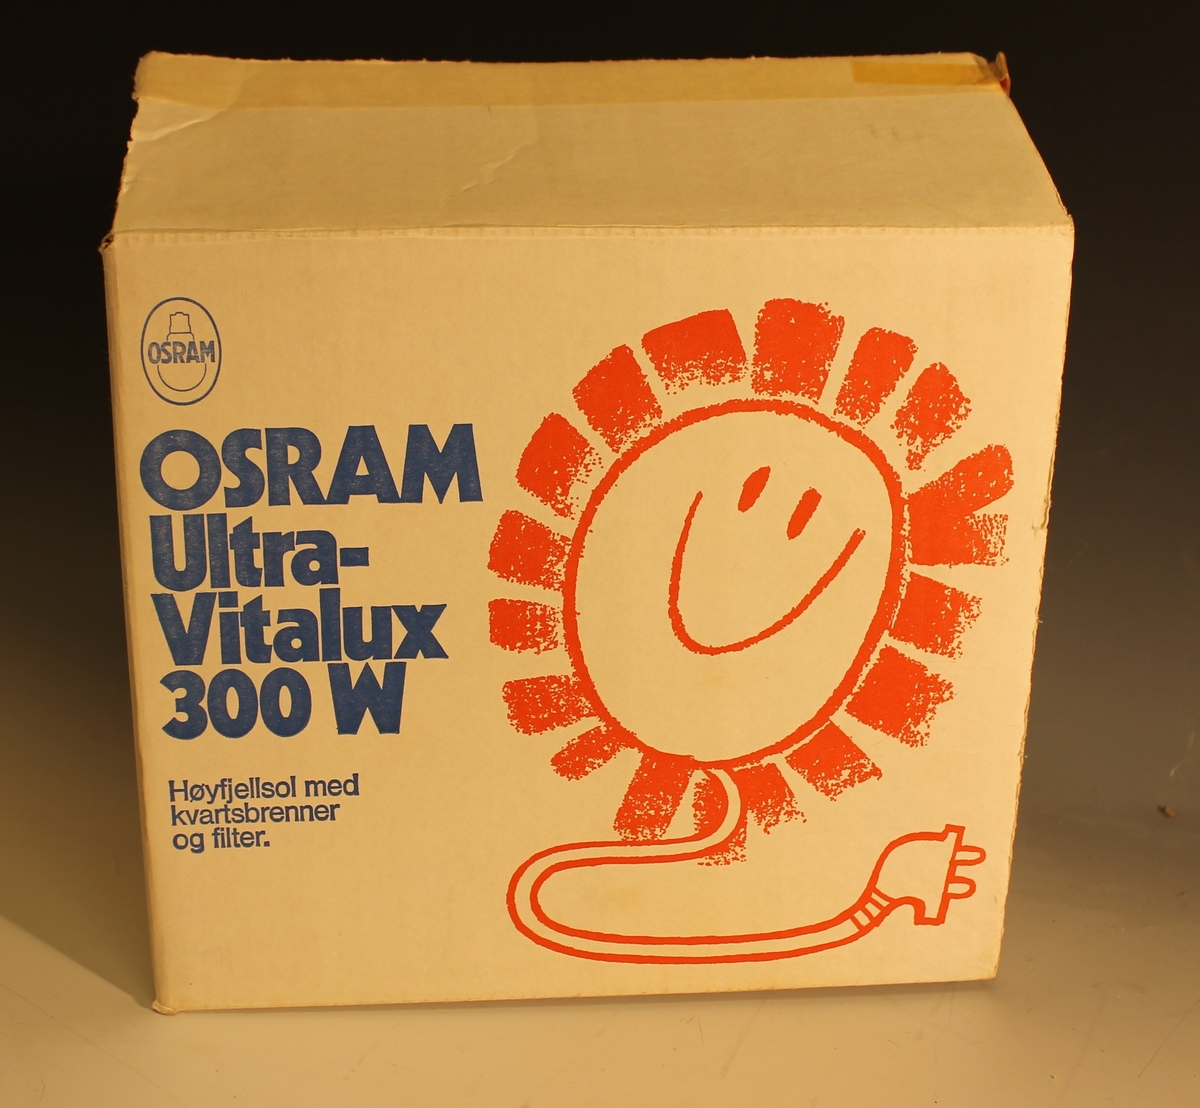 OSRAM
OSRAM
Ultra-
Vitalux
300 W
Høyfjellsol med
kvartsbrenner
og filter.